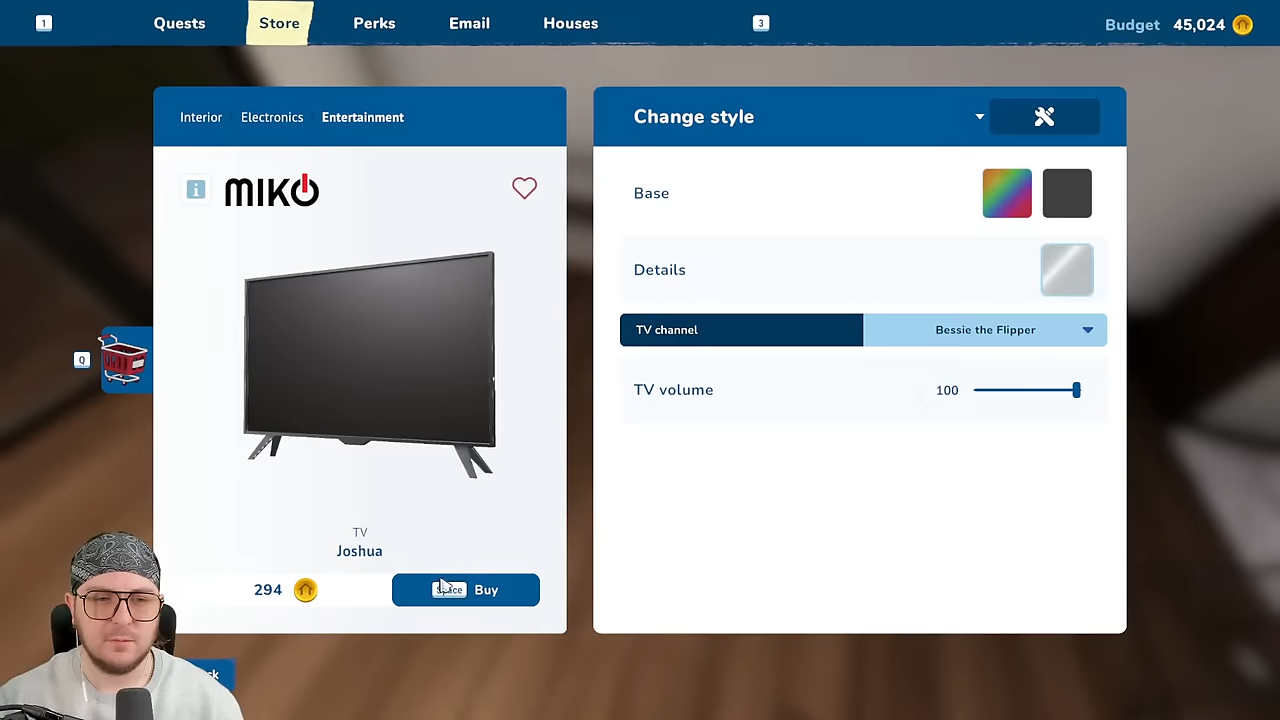 1 Quests Store Perks Email Houses 3 Budget 45,024
Interior Electronics Entertainment
Change style
MIKO
Base
Details
TV channel Bessie the Flipper
TV volume 100
Q
TV
Joshua
294
Buy